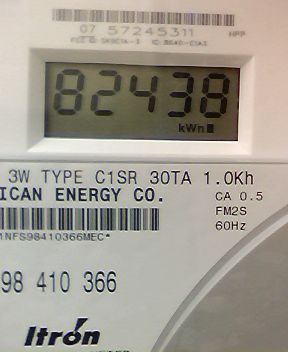 07 57245311
HPP
82438
kWh
3W TYPE C1SR 30TA 1.0Kh
ICAN ENERGY CO.
CA 0.5
FM2S
60Hz
1NFS98410366MEC*
98 410 366
Itron